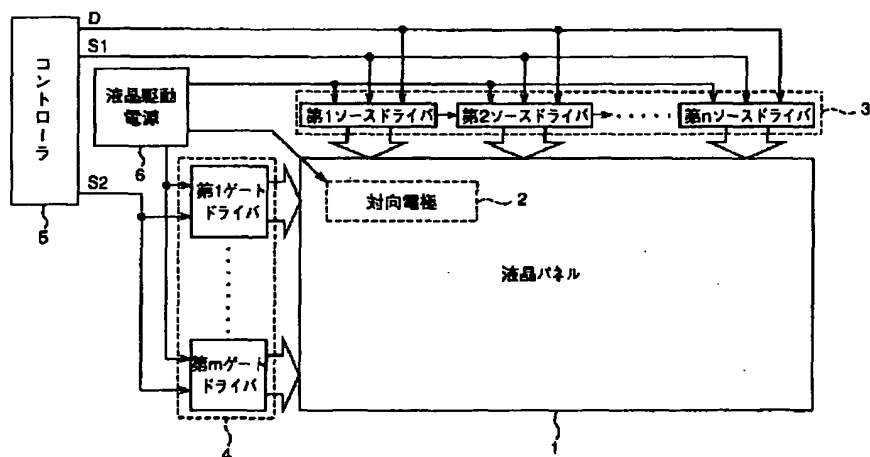 D
S1
コントローラ
液晶駆動
電源
6
第1ソースドライバ
第2ソースドライバ
第nソースドライバ
3
S2
5
第1ゲート
ドライバ
対向電極
2
液晶パネル
第mゲート
ドライバ
4
1